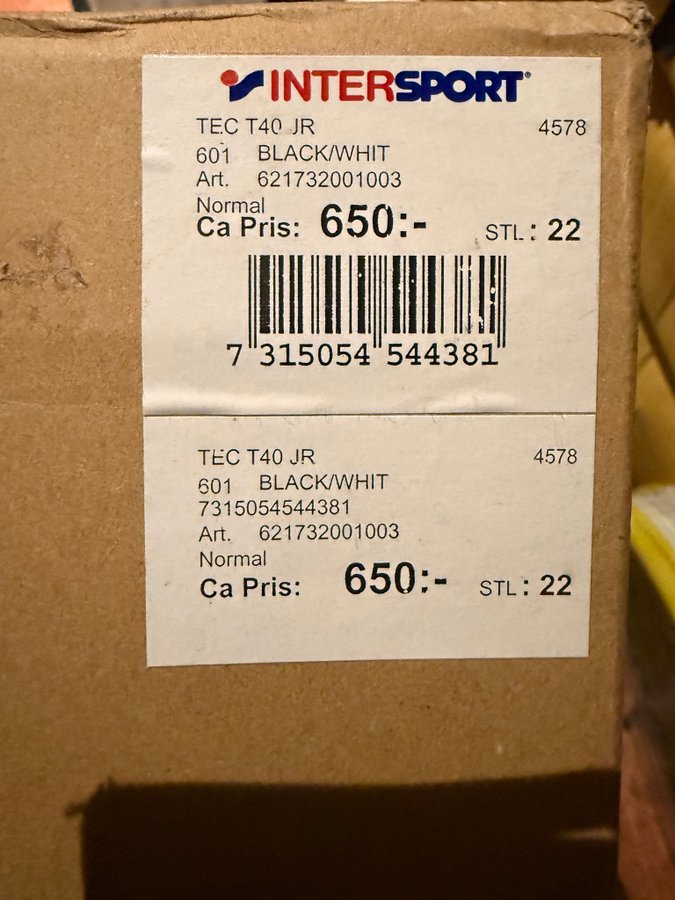 INTERSPORT®
TEC T40 JR 4578
601 BLACK/WHIT
Art. 621732001003
Normal
Ca Pris: 650:- STL: 22
7 315054 544381
TEC T40 JR 4578
601 BLACK/WHIT
7315054544381
Art. 621732001003
Normal
Ca Pris: 650:- STL: 22